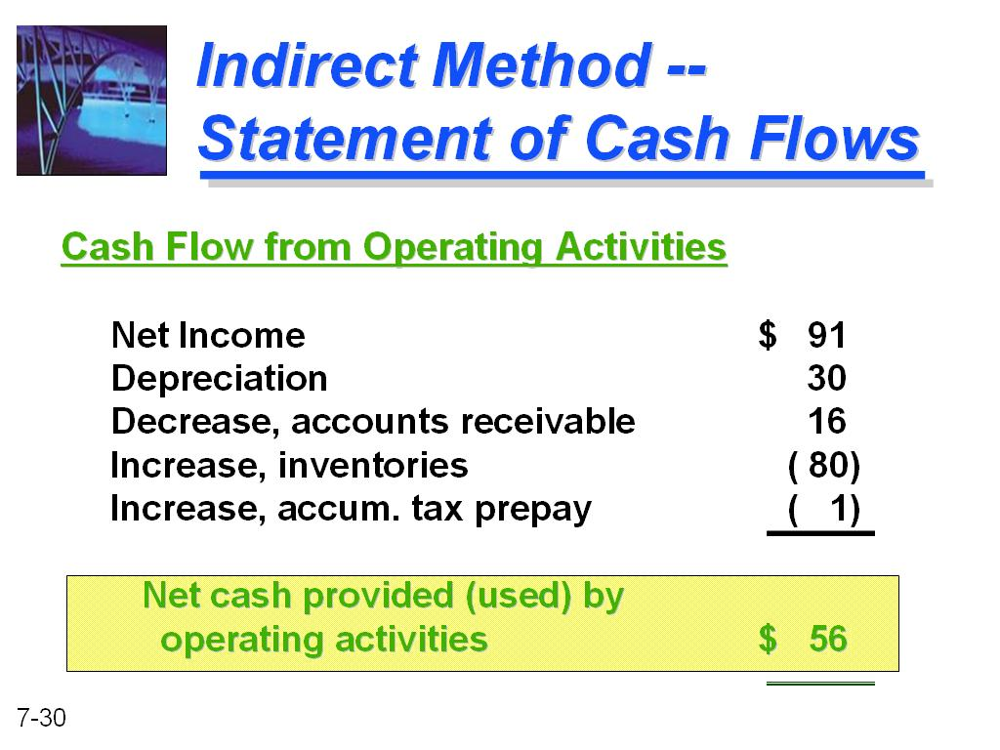 Indirect Method --
Statement of Cash Flows
Cash Flow from Operating Activities
Net Income $ 91
Depreciation 30
Decrease, accounts receivable 16
Increase, inventories ( 80)
Increase, accum. tax prepay ( 1)
Net cash provided (used) by
operating activities $ 56
7-30